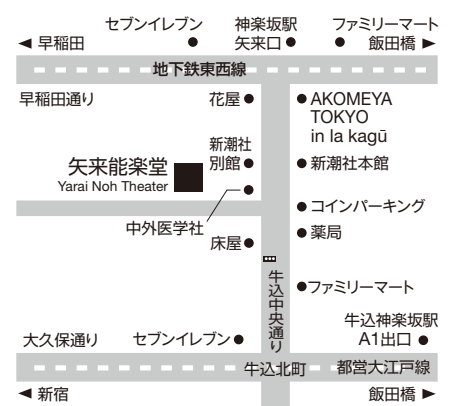 セブンイレブン
神楽坂駅
矢来口
ファミリーマート
早稲田
飯田橋
地下鉄東西線
早稲田通り
花屋
AKOMEYA
TOKYO
in la kagū
新潮社
別館
新潮社本館
矢来能楽堂
Yarai Noh Theater
コインパーキング
中外医学社
薬局
床屋
牛込中央通り
ファミリーマート
牛込神楽坂駅
A1出口
大久保通り
セブンイレブン
牛込北町
都営大江戸線
新宿
飯田橋